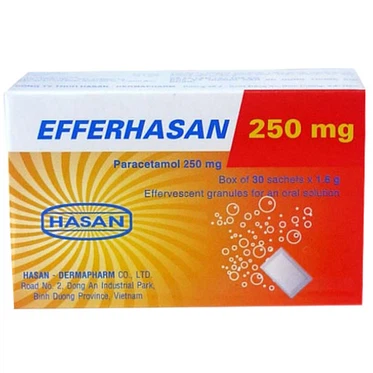 EFFERHASAN 250 mg
Paracetamol 250 mg
Box of 30 sachets x 1.6 g
Effervescent granules for an oral solution
HASAN
HASAN - DERMAPHARM CO., LTD.
Road No. 2, Dong An Industrial Park,
Binh Duong Province, Vietnam